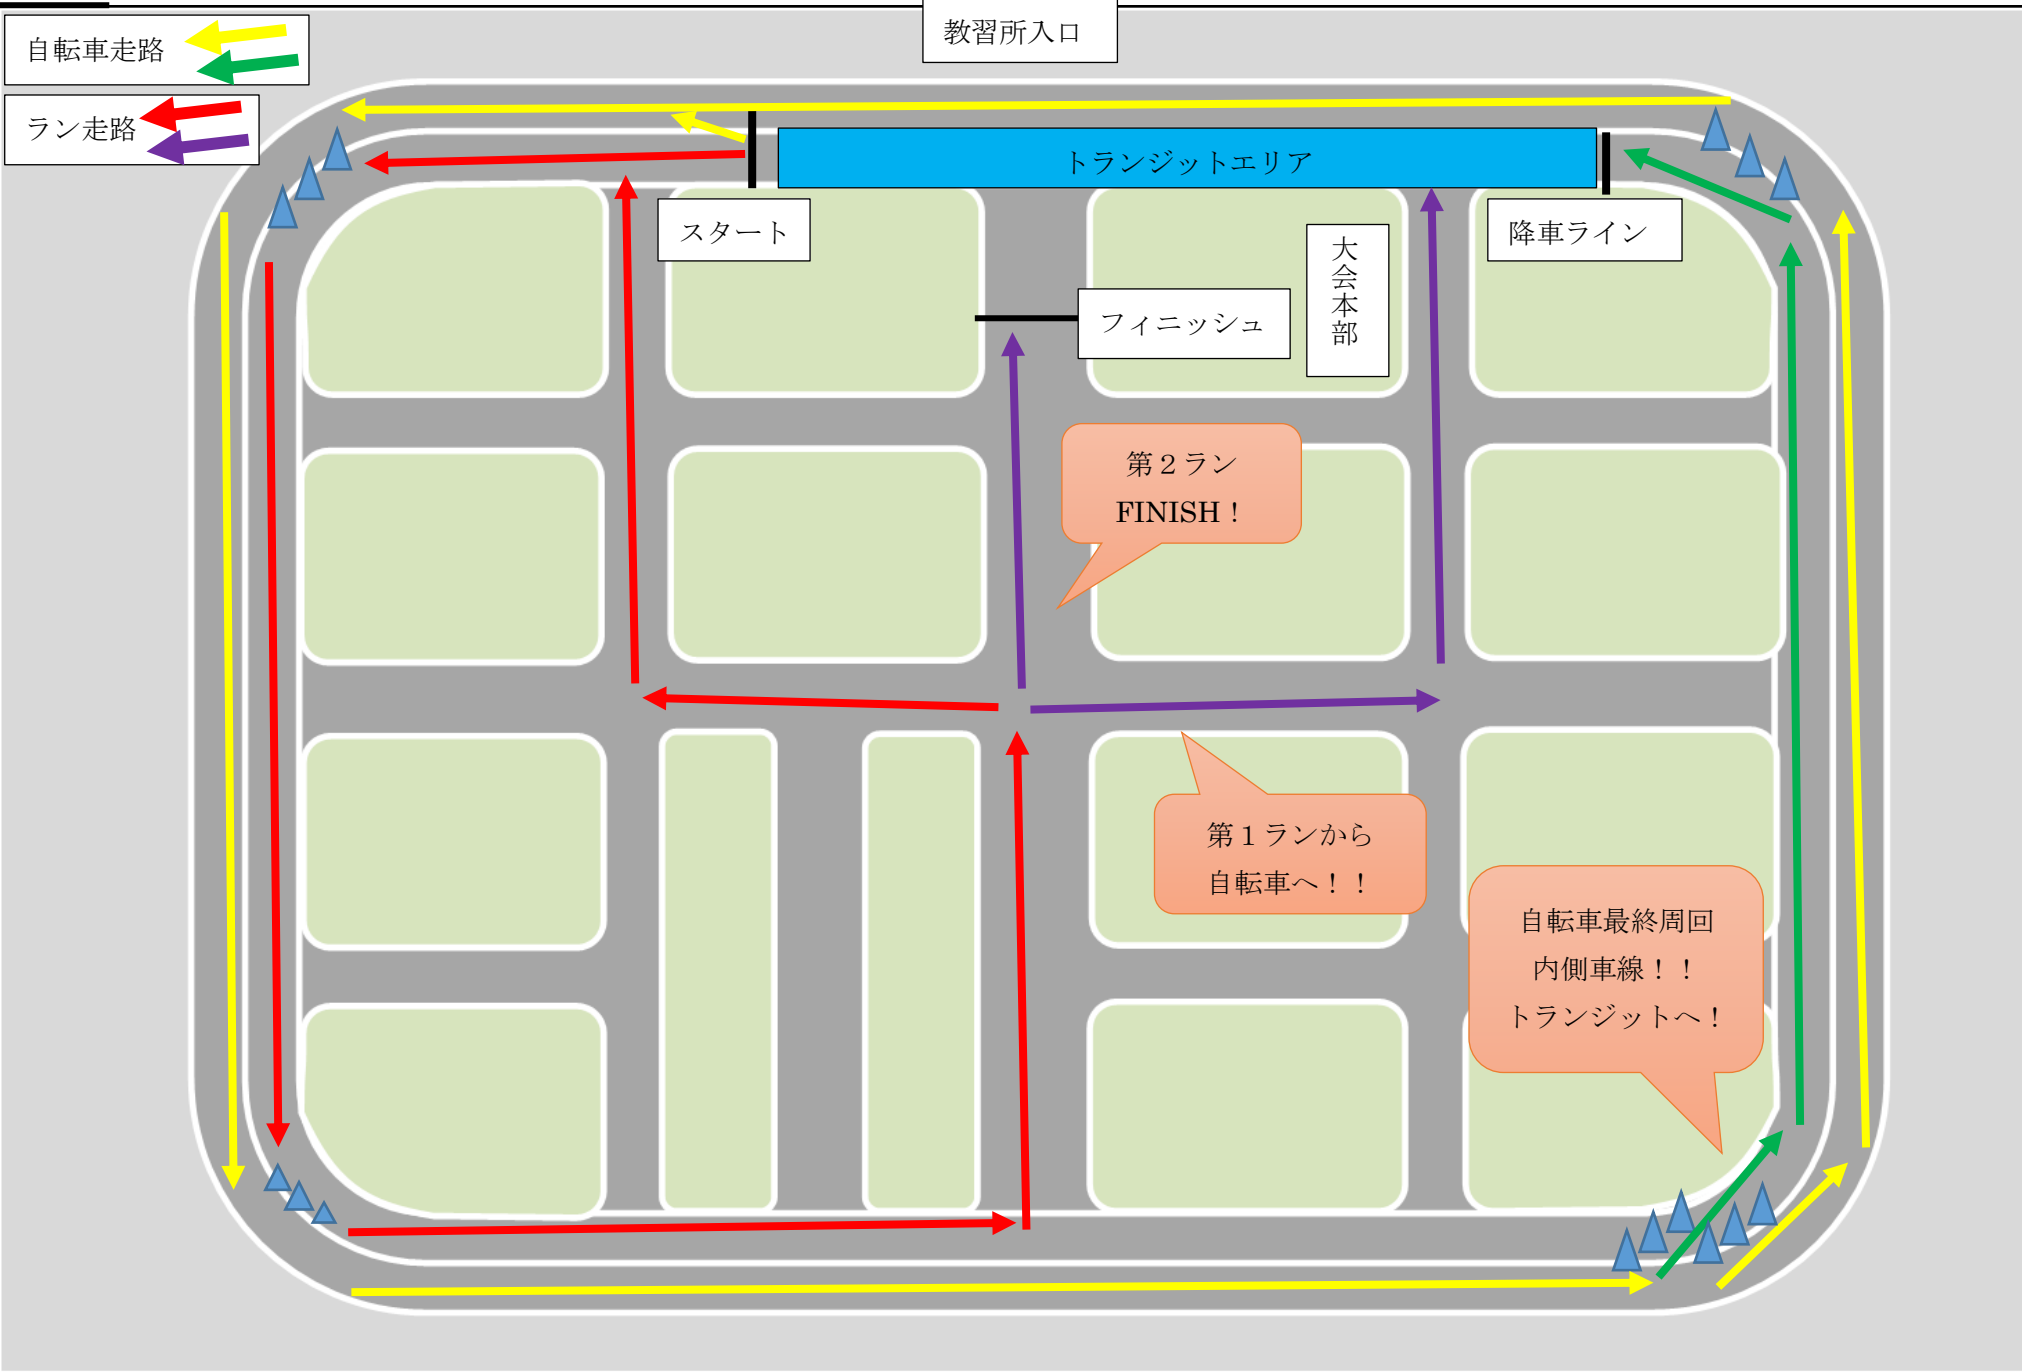 教習所入口
自転車走路
ラン走路
トランジットエリア
スタート
降車ライン
大会本部
フィニッシュ
第２ラン
FINISH！
第１ランから
自転車へ！！
自転車最終周回
内側車線！！
トランジットへ！